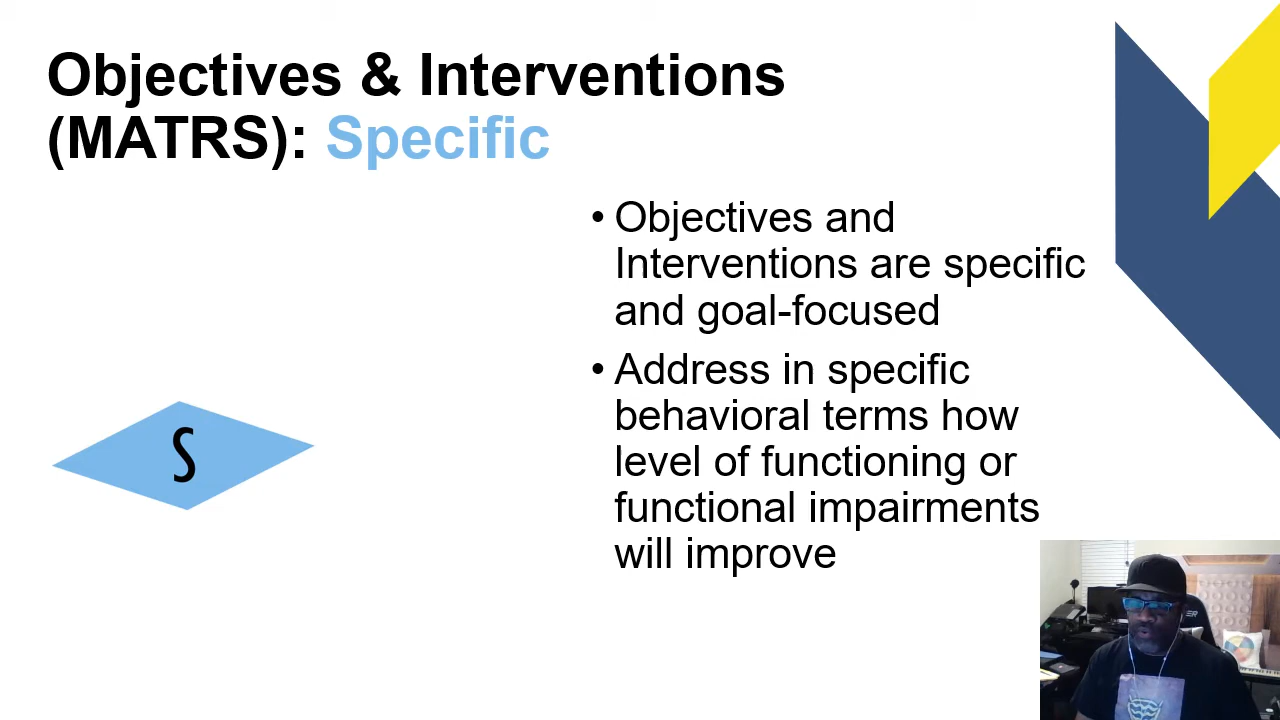 Objectives & Interventions
(MATRS): Specific
• Objectives and
Interventions are specific
and goal-focused
• Address in specific
behavioral terms how
level of functioning or
functional impairments
will improve
S